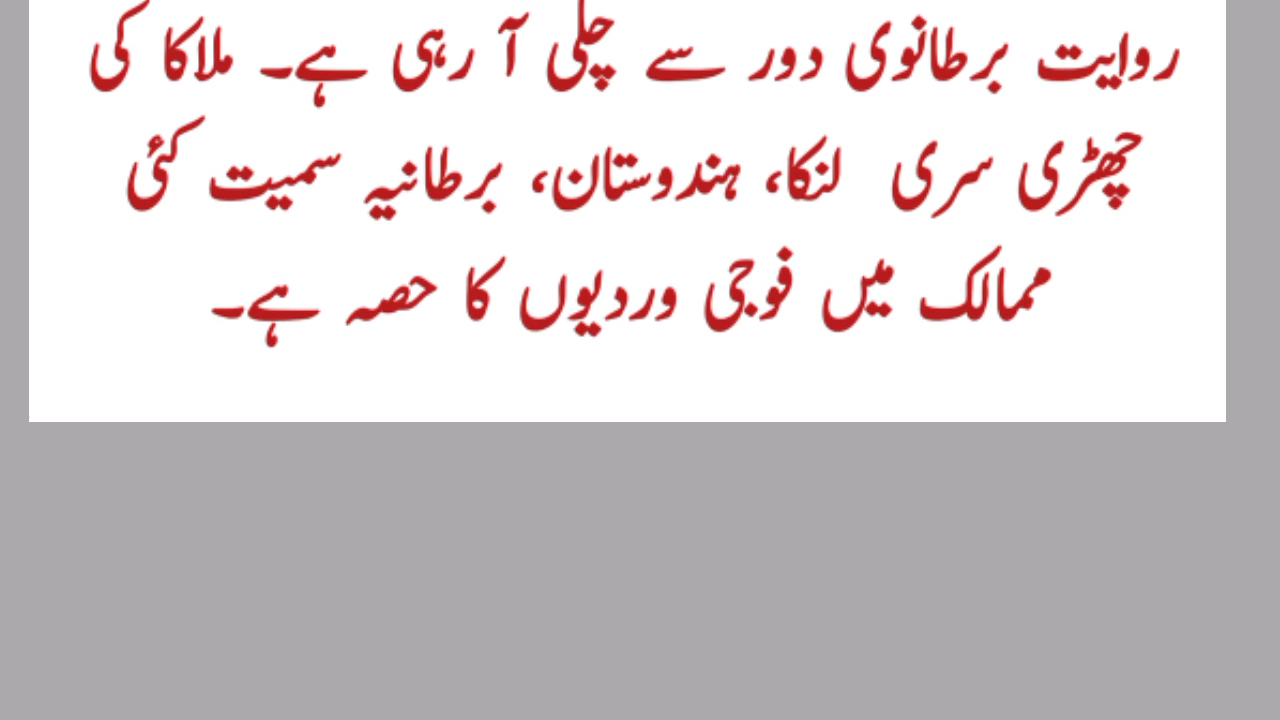 روایت برطانوی دور سے چلی آ رہی ہے۔ ملاکا کی
چھڑی سری لنکا، ہندوستان، برطانیہ سمیت کئی
ممالک میں فوجی وردیوں کا حصہ ہے۔